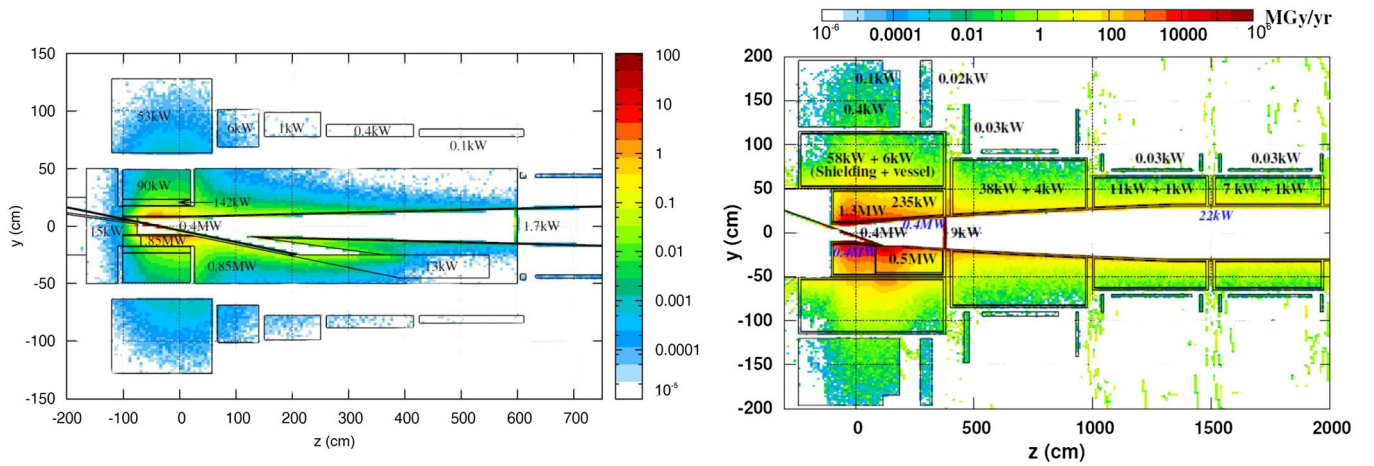 150
100
50
0
-50
-100
-150
y (cm)
-200
-100
0
100
200
300
400
500
600
700
z (cm)
53kW
6kW
1kW
0.4kW
0.1kW
90kW
142kW
15kW
0.4MW
1.85MW
0.85MW
13kW
1.7kW
100
10
1
0.1
0.01
0.001
0.0001
10⁻⁵
10⁻⁶
0.0001
0.01
1
100
10000
10⁶
MGy/yr
200
150
100
50
0
-50
-100
-150
-200
y (cm)
0
500
1000
1500
2000
z (cm)
0.1kW
0.02kW
0.4kW
0.03kW
58kW + 6kW
(Shielding + vessel)
0.03kW
0.03kW
38kW + 4kW
11kW + 1kW
7 kW + 1kW
235kW
1.3MW
0.4MW
22kW
0.4MW
9kW
0.4MW
0.5MW